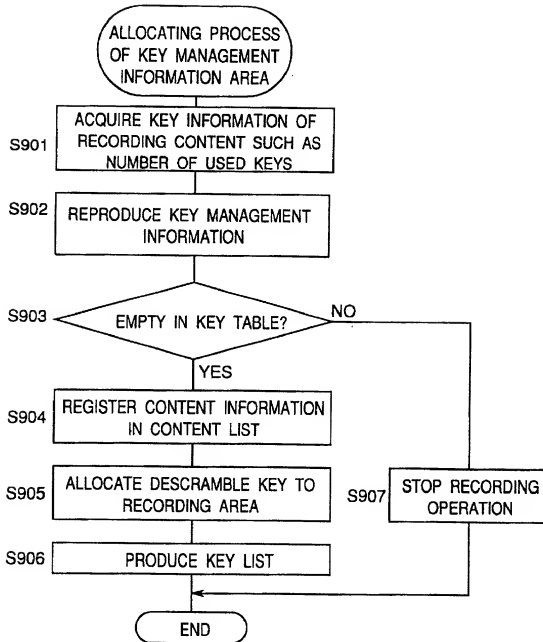 ALLOCATING PROCESS
OF KEY MANAGEMENT
INFORMATION AREA
S901
ACQUIRE KEY INFORMATION OF
RECORDING CONTENT SUCH AS
NUMBER OF USED KEYS
S902
REPRODUCE KEY MANAGEMENT
INFORMATION
S903
EMPTY IN KEY TABLE?
NO
YES
S904
REGISTER CONTENT INFORMATION
IN CONTENT LIST
S905
ALLOCATE DESCRAMBLE KEY TO
RECORDING AREA
S907
STOP RECORDING
OPERATION
S906
PRODUCE KEY LIST
END